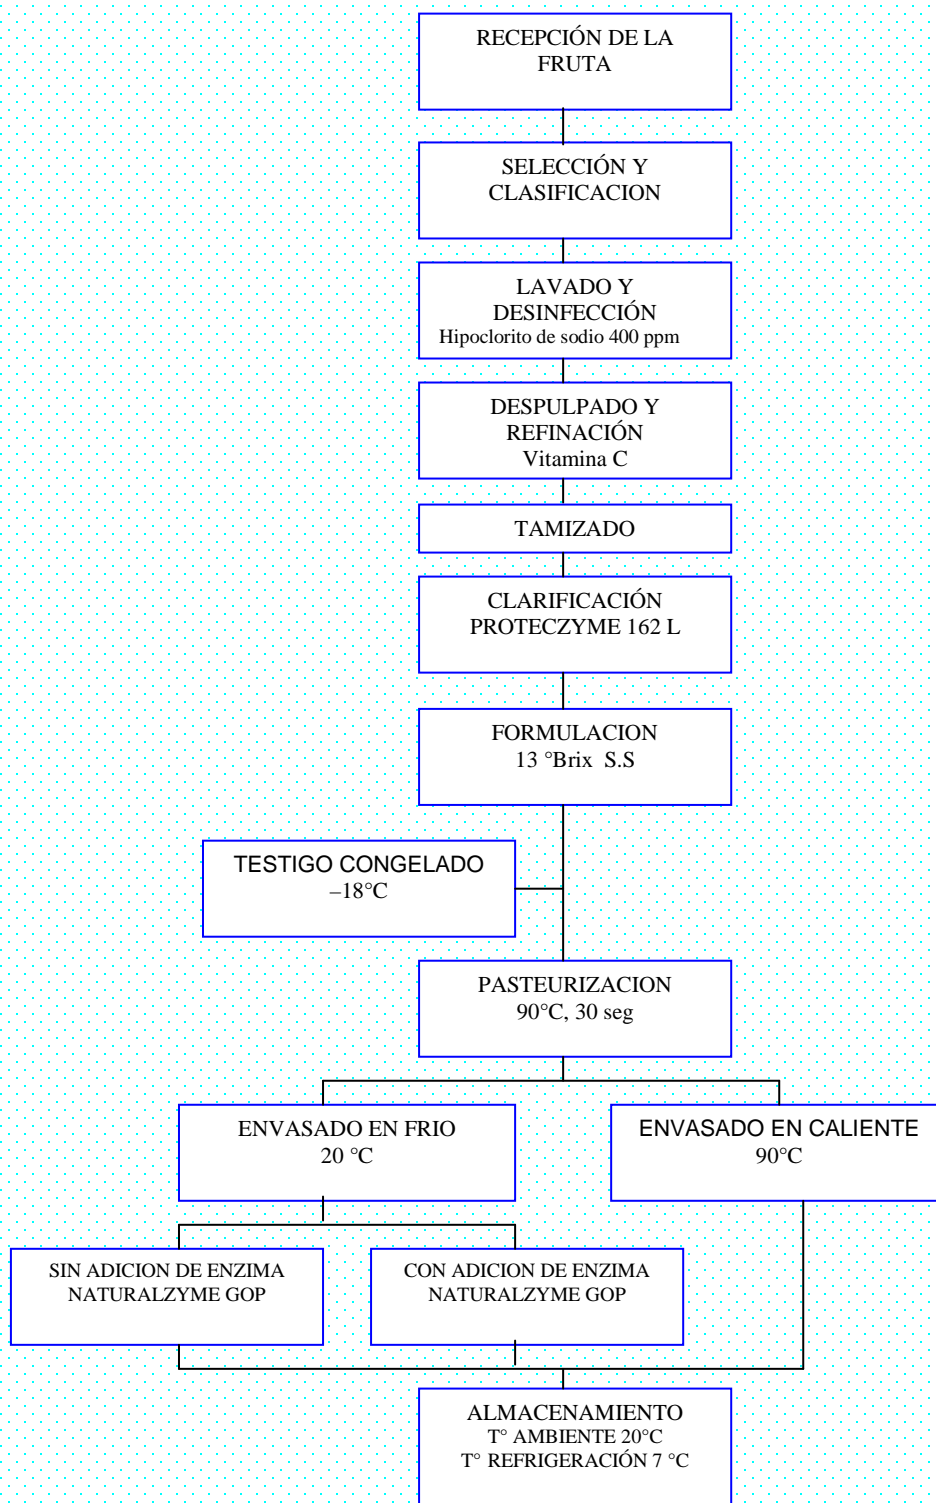 RECEPCIÓN DE LA
FRUTA
SELECCIÓN Y
CLASIFICACION
LAVADO Y
DESINFECCIÓN
Hipoclorito de sodio 400 ppm
DESPULPADO Y
REFINACIÓN
Vitamina C
TAMIZADO
CLARIFICACIÓN
PROTECZYME 162 L
FORMULACION
13 °Brix S.S
TESTIGO CONGELADO
–18°C
PASTEURIZACION
90°C, 30 seg
ENVASADO EN FRIO
20 °C
ENVASADO EN CALIENTE
90°C
SIN ADICION DE ENZIMA
NATURALZYME GOP
CON ADICION DE ENZIMA
NATURALZYME GOP
ALMACENAMIENTO
T° AMBIENTE 20°C
T° REFRIGERACIÓN 7 °C